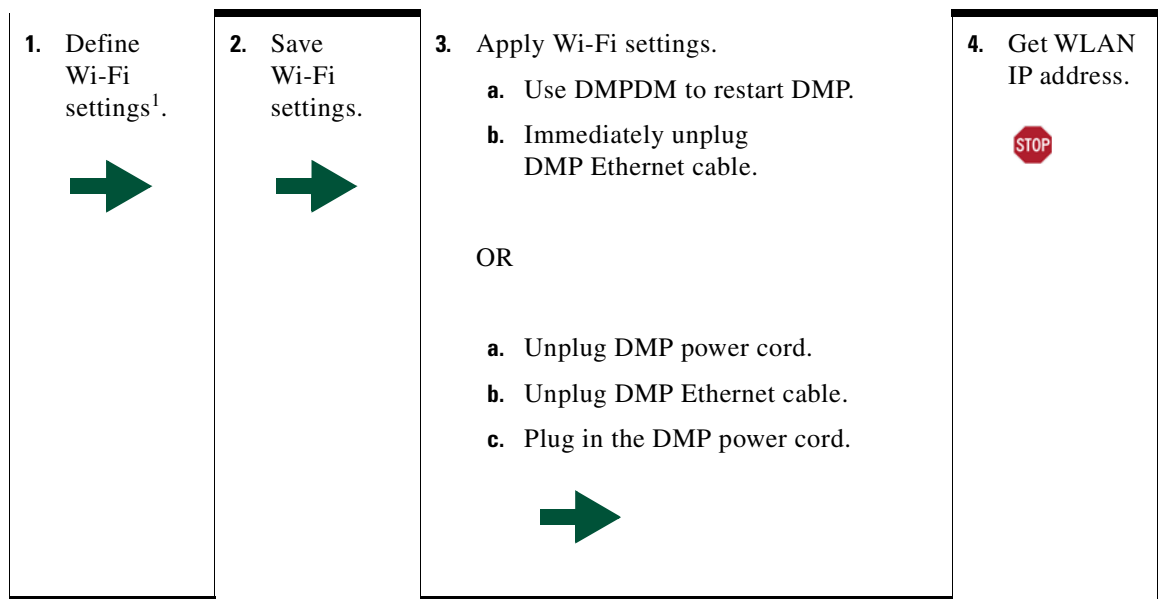 1. Define
Wi-Fi
settings¹.
2. Save
Wi-Fi
settings.
3. Apply Wi-Fi settings.
a. Use DMPDM to restart DMP.
b. Immediately unplug
DMP Ethernet cable.
OR
a. Unplug DMP power cord.
b. Unplug DMP Ethernet cable.
c. Plug in the DMP power cord.
4. Get WLAN
IP address.
STOP